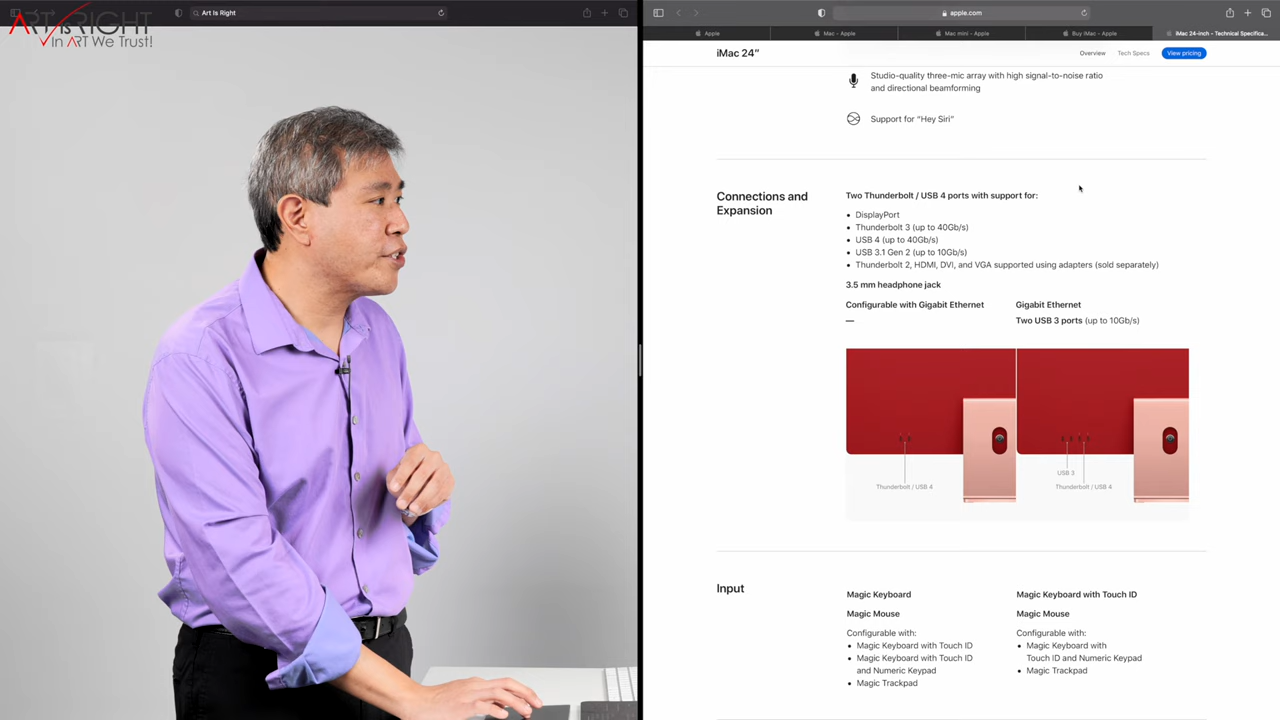 ART IS RIGHT
In ART We Trust!
Art Is Right
apple.com
Apple
Mac - Apple
Mac mini - Apple
Buy iMac - Apple
iMac 24-inch - Technical Specifica...
iMac 24"
Overview
Tech Specs
View pricing
Studio-quality three-mic array with high signal-to-noise ratio
and directional beamforming
Support for “Hey Siri”
Connections and
Expansion
Two Thunderbolt / USB 4 ports with support for:
• DisplayPort
• Thunderbolt 3 (up to 40Gb/s)
• USB 4 (up to 40Gb/s)
• USB 3.1 Gen 2 (up to 10Gb/s)
• Thunderbolt 2, HDMI, DVI, and VGA supported using adapters (sold separately)
3.5 mm headphone jack
Configurable with Gigabit Ethernet
—
Gigabit Ethernet
Two USB 3 ports (up to 10Gb/s)
Thunderbolt / USB 4
USB 3
Thunderbolt / USB 4
Input
Magic Keyboard
Magic Mouse
Configurable with:
• Magic Keyboard with Touch ID
• Magic Keyboard with Touch ID
and Numeric Keypad
• Magic Trackpad
Magic Keyboard with Touch ID
Magic Mouse
Configurable with:
• Magic Keyboard with
Touch ID and Numeric Keypad
• Magic Trackpad